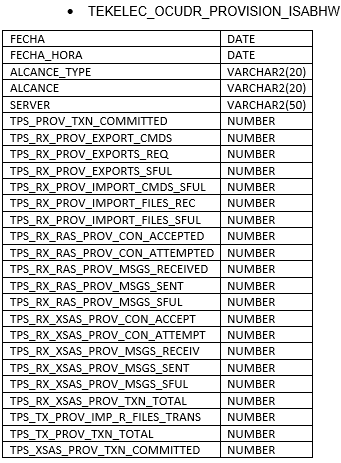 • TEKELEC_OCUDR_PROVISION_ISABHW
FECHA DATE
FECHA_HORA DATE
ALCANCE_TYPE VARCHAR2(20)
ALCANCE VARCHAR2(20)
SERVER VARCHAR2(50)
TPS_PROV_TXN_COMMITTED NUMBER
TPS_RX_PROV_EXPORT_CMDS NUMBER
TPS_RX_PROV_EXPORTS_REQ NUMBER
TPS_RX_PROV_EXPORTS_SFUL NUMBER
TPS_RX_PROV_IMPORT_CMDS_SFUL NUMBER
TPS_RX_PROV_IMPORT_FILES_REC NUMBER
TPS_RX_PROV_IMPORT_FILES_SFUL NUMBER
TPS_RX_RAS_PROV_CON_ACCEPTED NUMBER
TPS_RX_RAS_PROV_CON_ATTEMPTED NUMBER
TPS_RX_RAS_PROV_MSGS_RECEIVED NUMBER
TPS_RX_RAS_PROV_MSGS_SENT NUMBER
TPS_RX_RAS_PROV_MSGS_SFUL NUMBER
TPS_RX_XSAS_PROV_CON_ACCEPT NUMBER
TPS_RX_XSAS_PROV_CON_ATTEMPT NUMBER
TPS_RX_XSAS_PROV_MSGS_RECEIV NUMBER
TPS_RX_XSAS_PROV_MSGS_SENT NUMBER
TPS_RX_XSAS_PROV_MSGS_SFUL NUMBER
TPS_RX_XSAS_PROV_TXN_TOTAL NUMBER
TPS_TX_PROV_IMP_R_FILES_TRANS NUMBER
TPS_TX_PROV_TXN_TOTAL NUMBER
TPS_XSAS_PROV_TXN_COMMITTED NUMBER